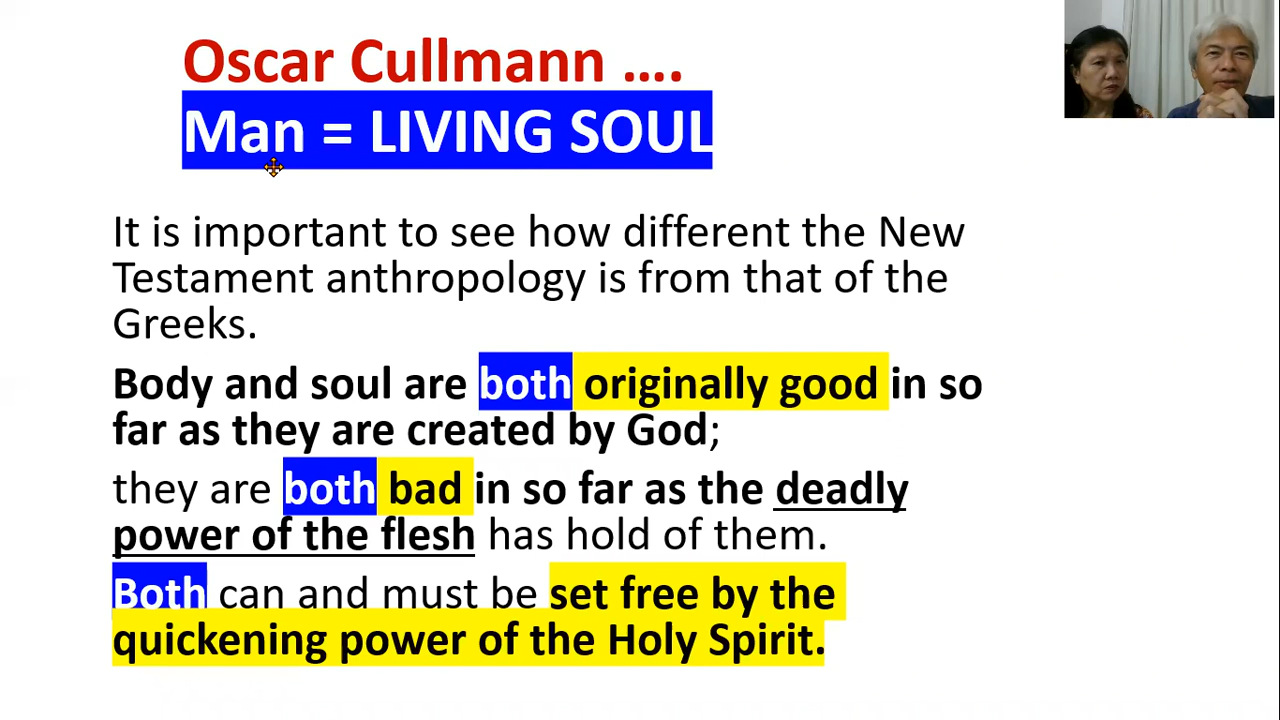 Oscar Cullmann ....
Man = LIVING SOUL
It is important to see how different the New
Testament anthropology is from that of the
Greeks.
Body and soul are both originally good in so
far as they are created by God;
they are both bad in so far as the deadly
power of the flesh has hold of them.
Both can and must be set free by the
quickening power of the Holy Spirit.